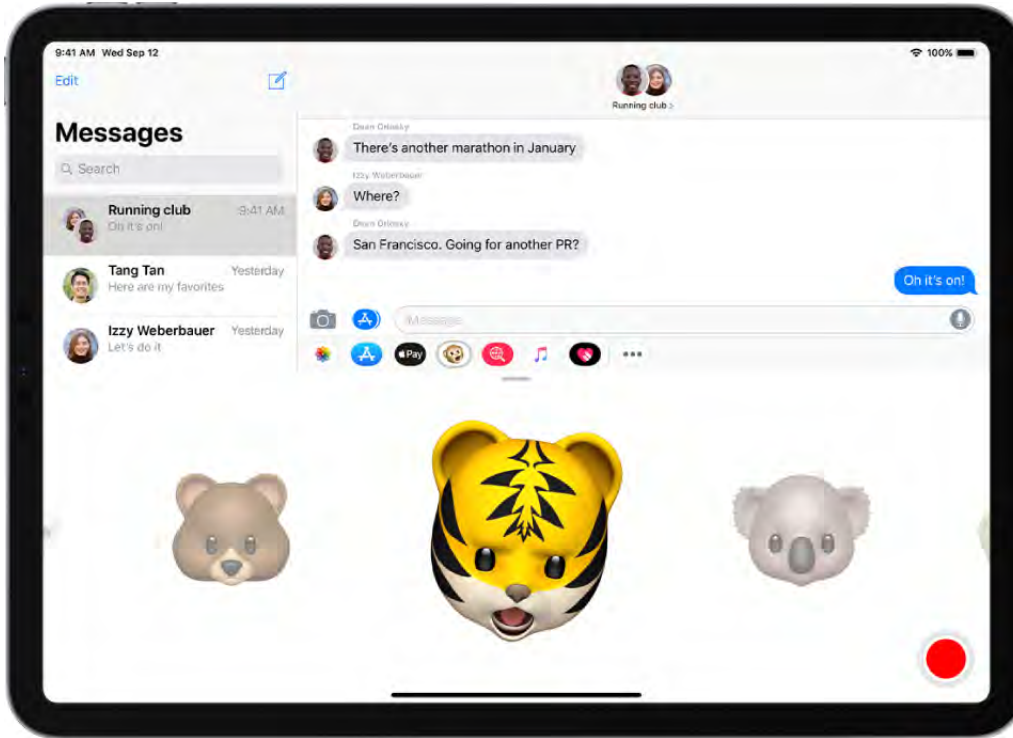 9:41 AM Wed Sep 12
100%
Edit
Messages
Search
Running club 9:41 AM
Oh it's on!
Tang Tan Yesterday
Here are my favorites
Izzy Weberbauer Yesterday
Let's do it
Running club >
Dean Orlosky
There's another marathon in January
Izzy Weberbauer
Where?
Dean Orlosky
San Francisco. Going for another PR?
Oh it's on!
iMessage
Pay